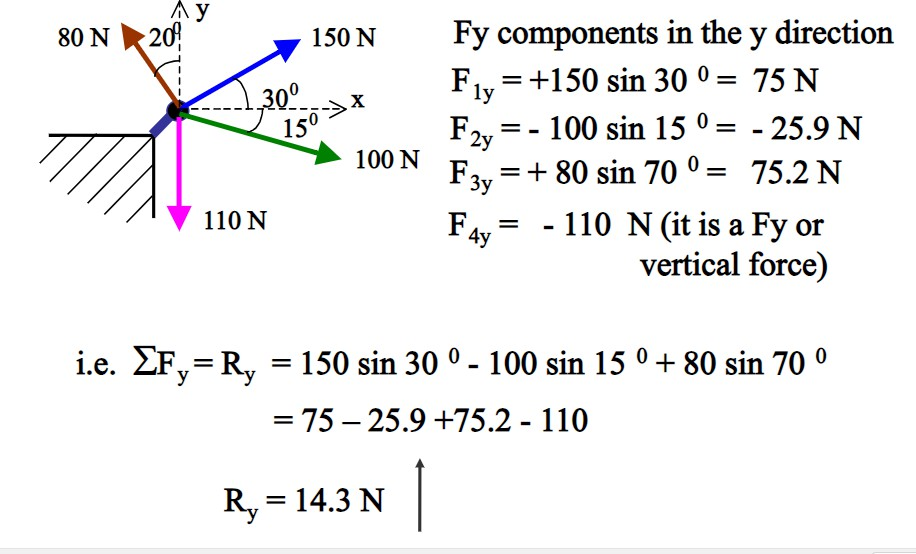 y
80 N
20⁰
150 N
30⁰
x
15⁰
100 N
110 N
Fy components in the y direction
F₁y = +150 sin 30 ⁰ = 75 N
F₂y = - 100 sin 15 ⁰ = - 25.9 N
F₃y = + 80 sin 70 ⁰ = 75.2 N
F₄y = - 110 N (it is a Fy or
vertical force)
i.e. ∑Fy = Ry = 150 sin 30 ⁰ - 100 sin 15 ⁰ + 80 sin 70 ⁰
= 75 – 25.9 +75.2 - 110
Ry = 14.3 N